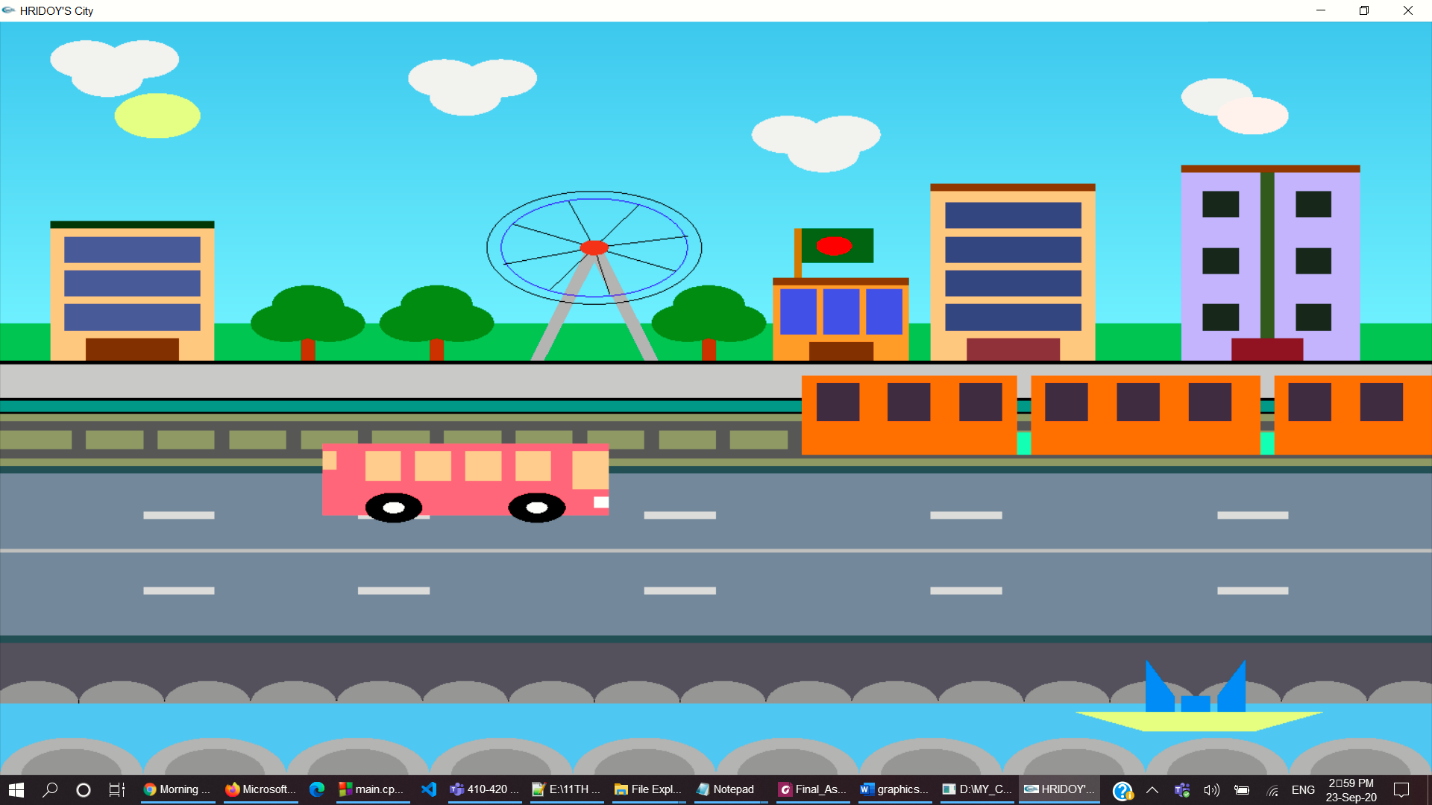 HRIDOY'S City
Morning ...
Microsoft...
main.cp...
410-420 ...
E:\11TH ...
File Expl...
Notepad
Final_As...
graphics...
D:\MY_C...
HRIDOY'...
ENG
2□59 PM
23-Sep-20